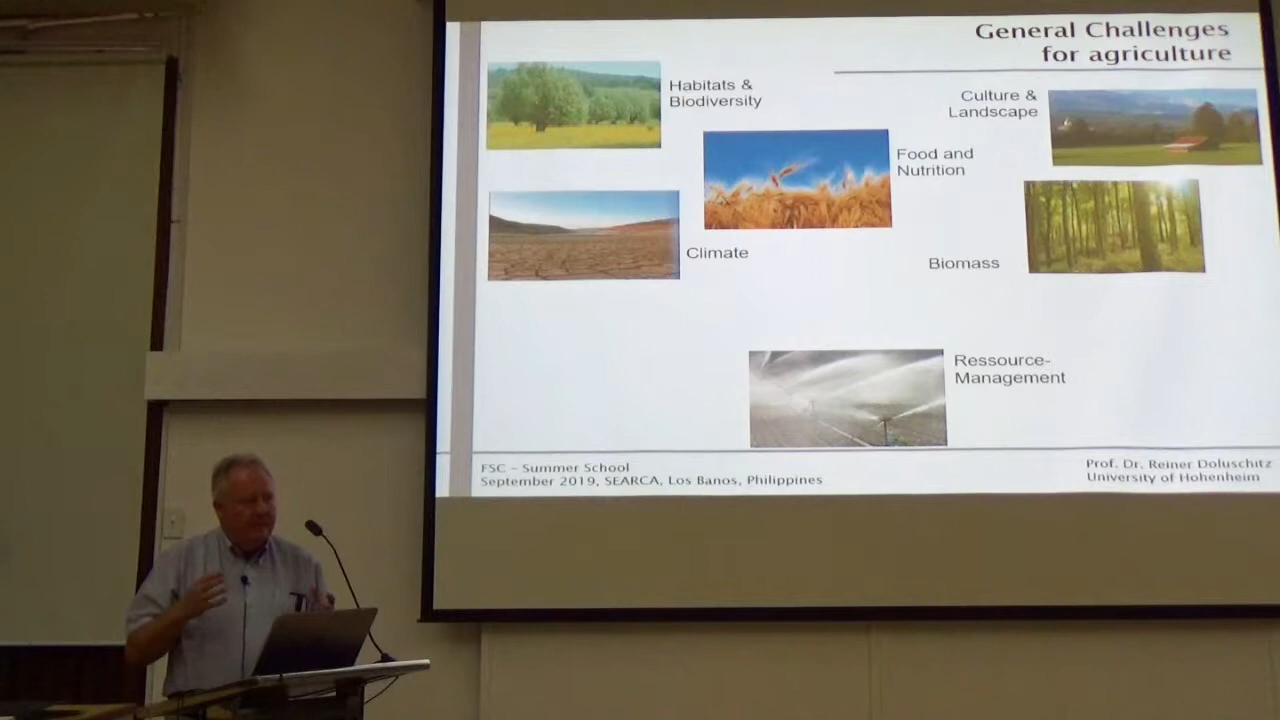 General Challenges
for agriculture
Habitats &
Biodiversity
Culture &
Landscape
Food and
Nutrition
Climate
Biomass
Ressource-
Management
FSC - Summer School
September 2019, SEARCA, Los Banos, Philippines
Prof. Dr. Reiner Doluschitz
University of Hohenheim